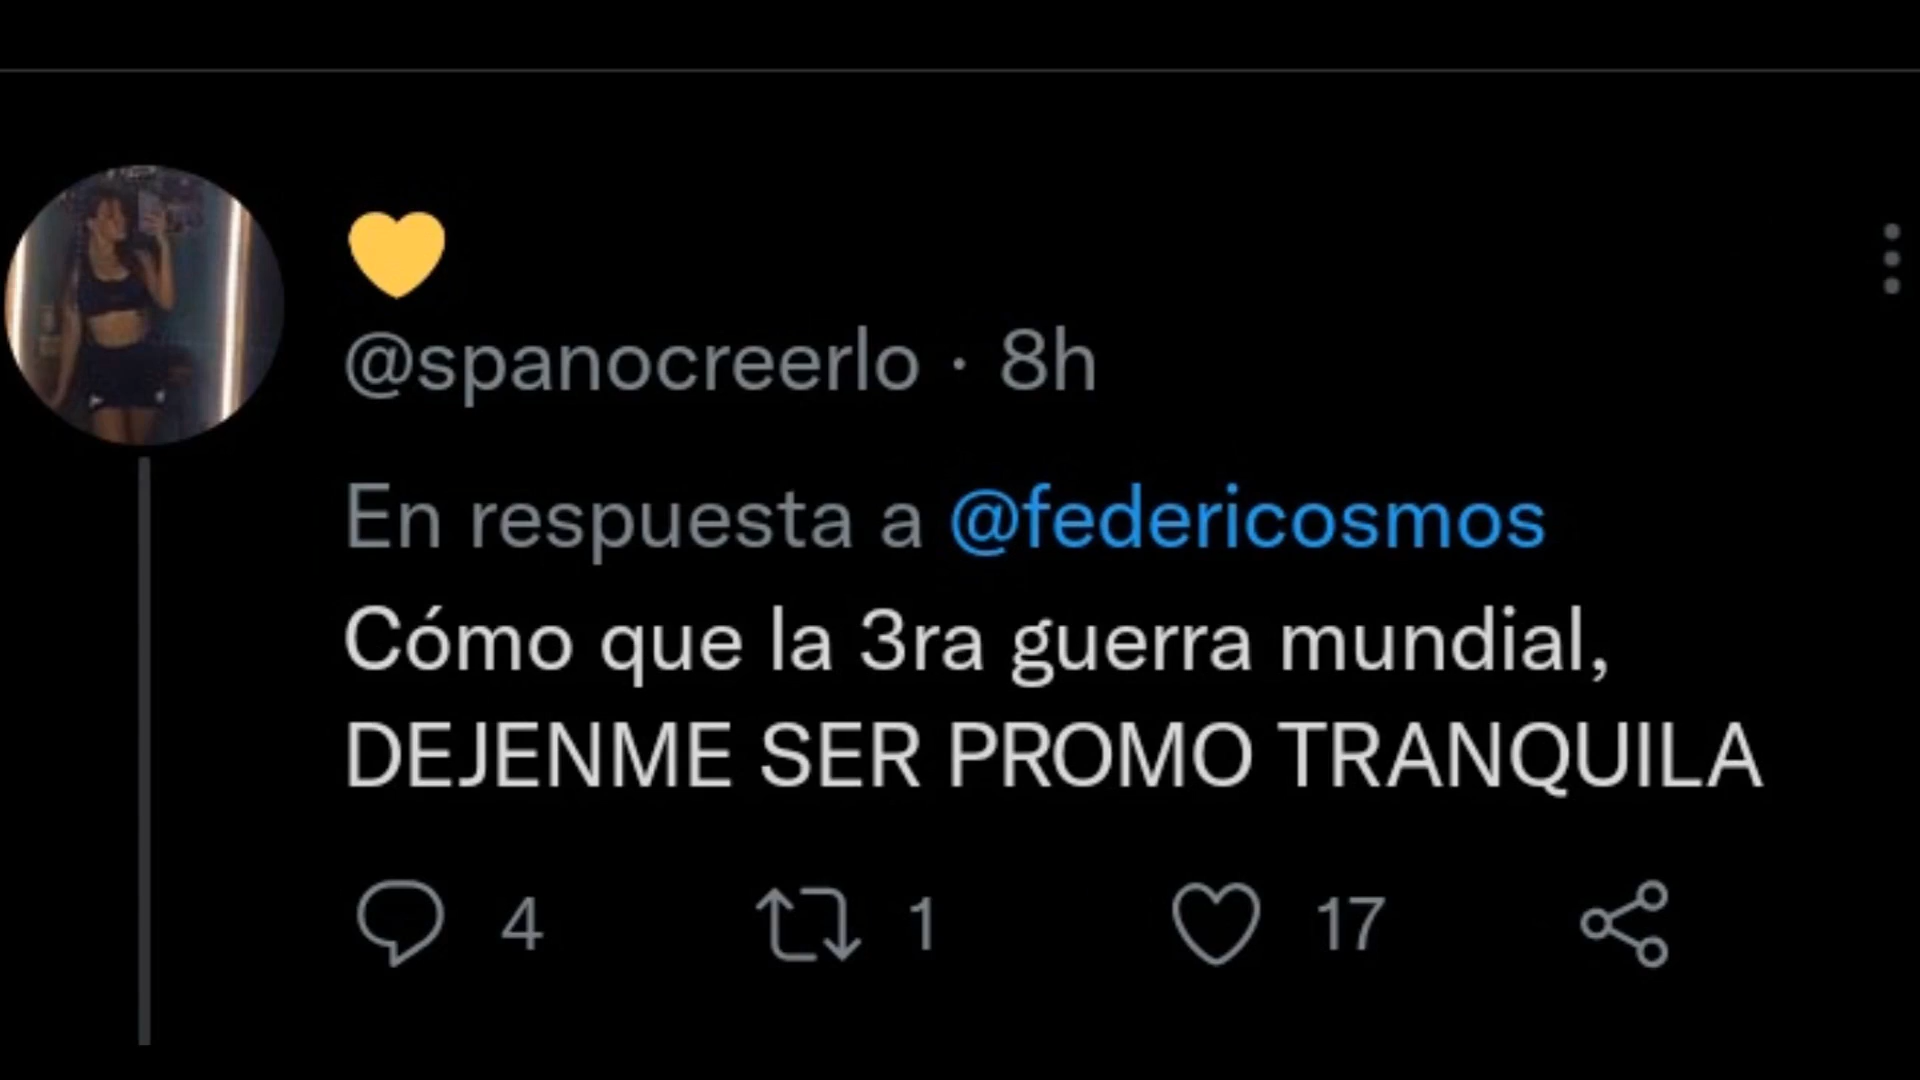 💛
@spanocreerlo · 8h
En respuesta a @federicosmos
Cómo que la 3ra guerra mundial,
DEJENME SER PROMO TRANQUILA
4 1 17